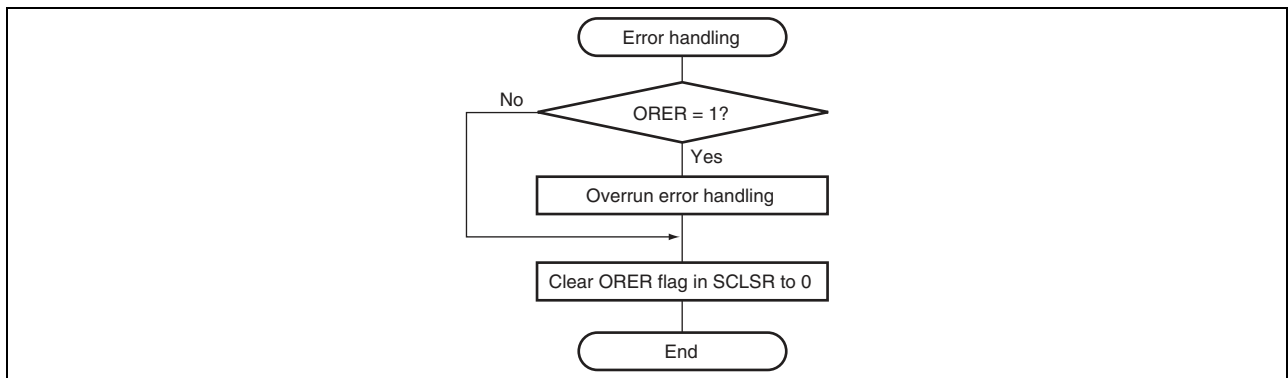 Error handling
No
ORER = 1?
Yes
Overrun error handling
Clear ORER flag in SCLSR to 0
End